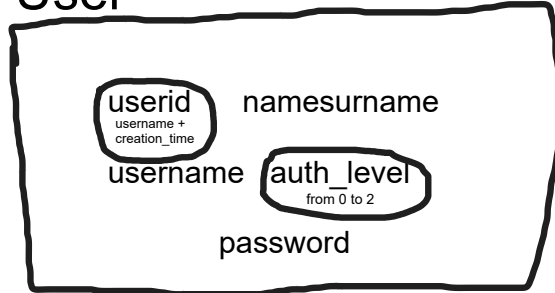 User
userid namesurname
username +
creation_time
username auth_level
from 0 to 2
password